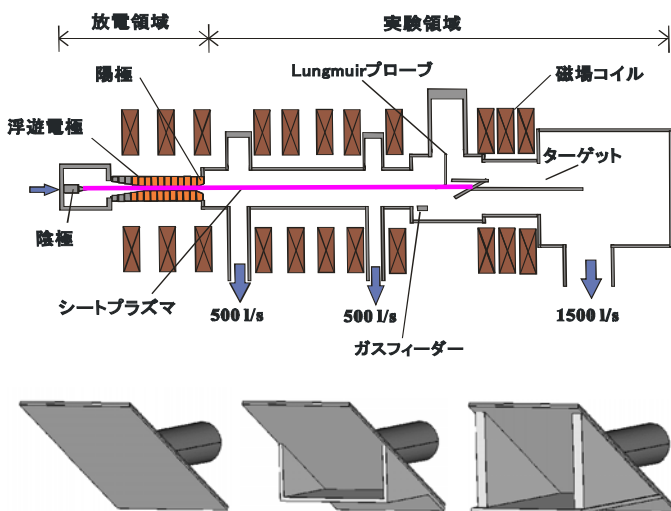 放電領域
実験領域
陽極
Lungmuirプローブ
磁場コイル
浮遊電極
ターゲット
陰極
シートプラズマ
500 l/s
500 l/s
1500 l/s
ガスフィーダー